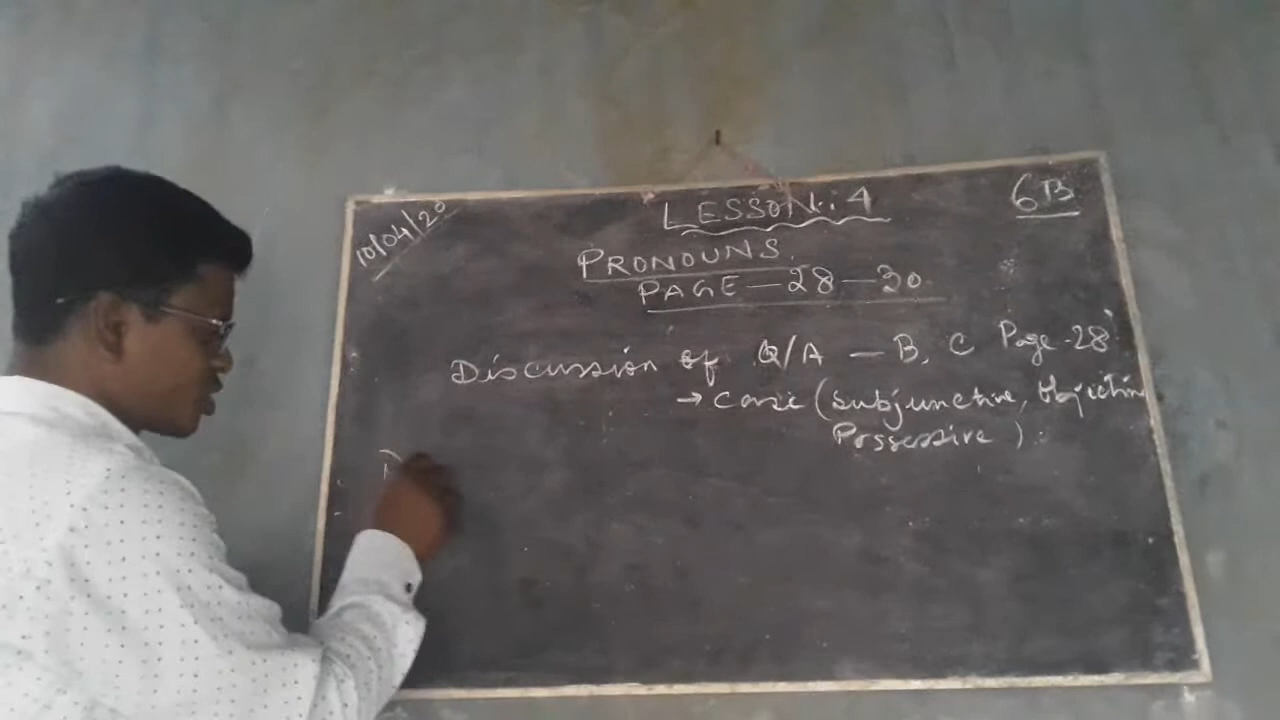 10/04/20
LESSON: 4
6B
PRONOUNS.
PAGE — 28 — 30.
Discussion of Q/A — B, C Page-28
→ Case (Subjunctive, Objective
Possessive).